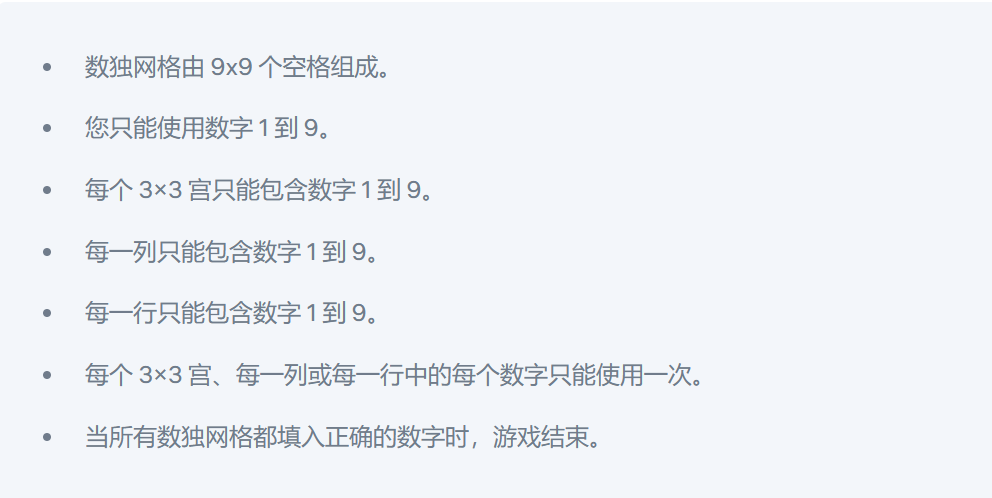 • 数独网格由 9x9 个空格组成。
• 您只能使用数字 1 到 9。
• 每个 3×3 宫只能包含数字 1 到 9。
• 每一列只能包含数字 1 到 9。
• 每一行只能包含数字 1 到 9。
• 每个 3×3 宫、每一列或每一行中的每个数字只能使用一次。
• 当所有数独网格都填入正确的数字时，游戏结束。